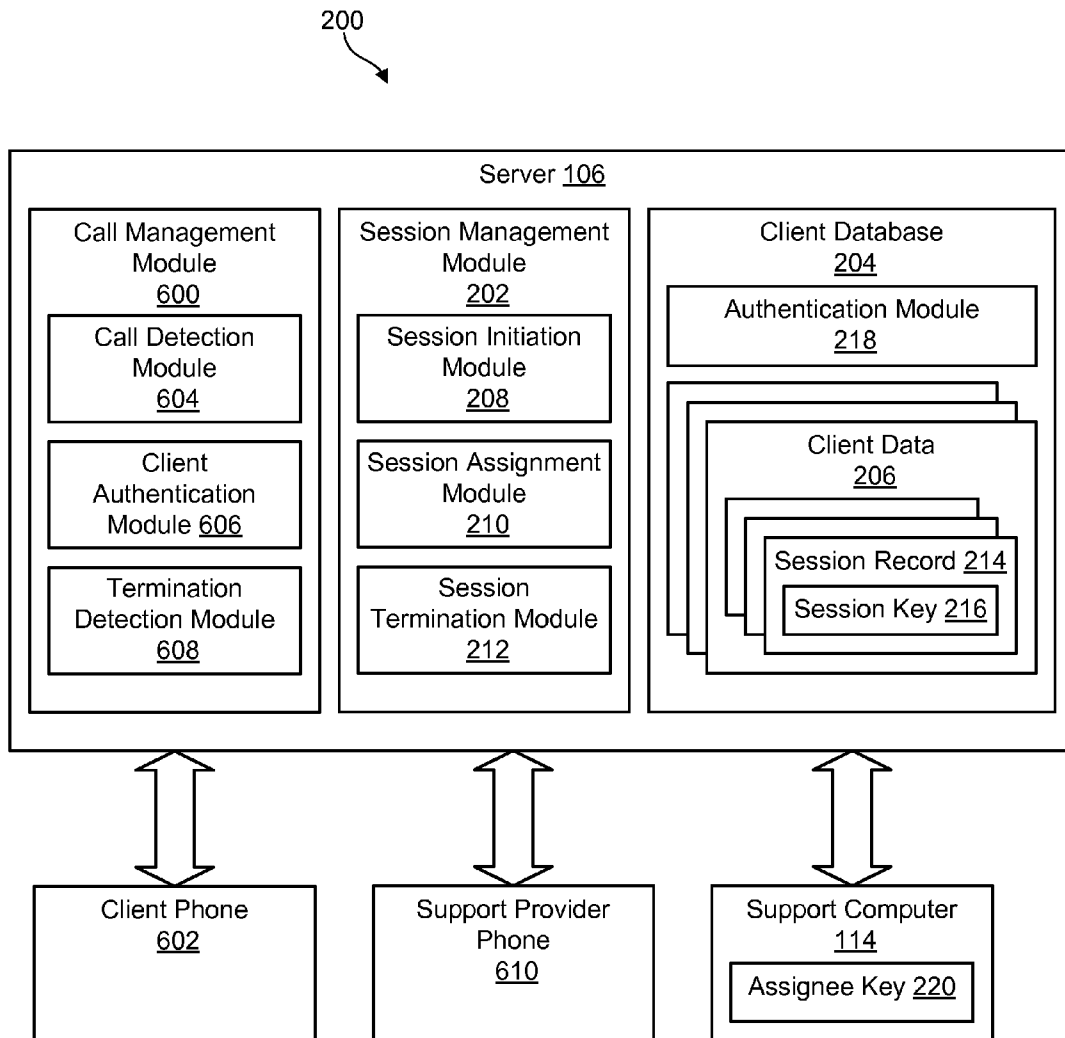 200
Server 106
Call Management
Module
600
Call Detection
Module
604
Client
Authentication
Module 606
Termination
Detection Module
608
Session Management
Module
202
Session Initiation
Module
208
Session Assignment
Module
210
Session
Termination Module
212
Client Database
204
Authentication Module
218
Client Data
206
Session Record 214
Session Key 216
Client Phone
602
Support Provider
Phone
610
Support Computer
114
Assignee Key 220